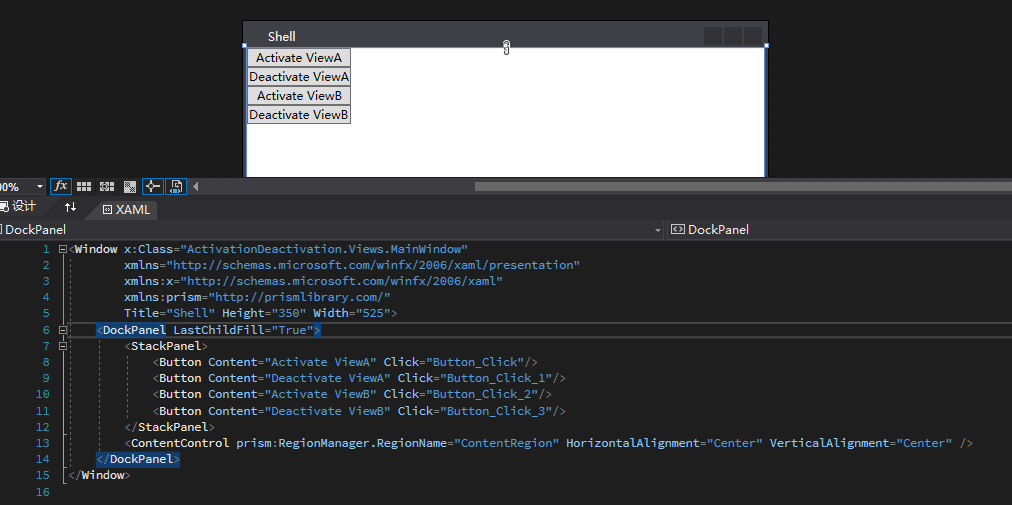 Shell
Activate ViewA
Deactivate ViewA
Activate ViewB
Deactivate ViewB
00% fx
设计 XAML
DockPanel DockPanel
1 <Window x:Class="ActivationDeactivation.Views.MainWindow"
2 xmlns="http://schemas.microsoft.com/winfx/2006/xaml/presentation"
3 xmlns:x="http://schemas.microsoft.com/winfx/2006/xaml"
4 xmlns:prism="http://prismlibrary.com/"
5 Title="Shell" Height="350" Width="525">
6 <DockPanel LastChildFill="True">
7 <StackPanel>
8 <Button Content="Activate ViewA" Click="Button_Click"/>
9 <Button Content="Deactivate ViewA" Click="Button_Click_1"/>
10 <Button Content="Activate ViewB" Click="Button_Click_2"/>
11 <Button Content="Deactivate ViewB" Click="Button_Click_3"/>
12 </StackPanel>
13 <ContentControl prism:RegionManager.RegionName="ContentRegion" HorizontalAlignment="Center" VerticalAlignment="Center" />
14 </DockPanel>
15 </Window>
16